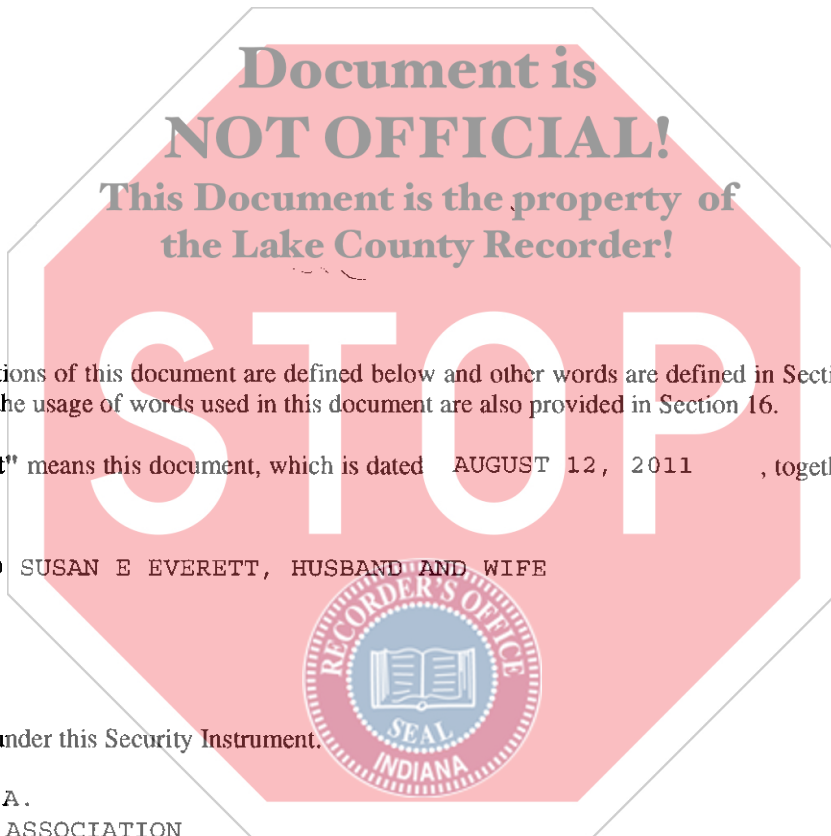 Document is
NOT OFFICIAL!
This Document is the property of
the Lake County Recorder!
STOP
tions of this document are defined below and other words are defined in Secti
he usage of words used in this document are also provided in Section 16.
t" means this document, which is dated AUGUST 12, 2011 , togeth
SUSAN E EVERETT, HUSBAND AND WIFE
RECORDER'S OFFICE
SEAL
INDIANA
nder this Security Instrument.
A.
ASSOCIATION